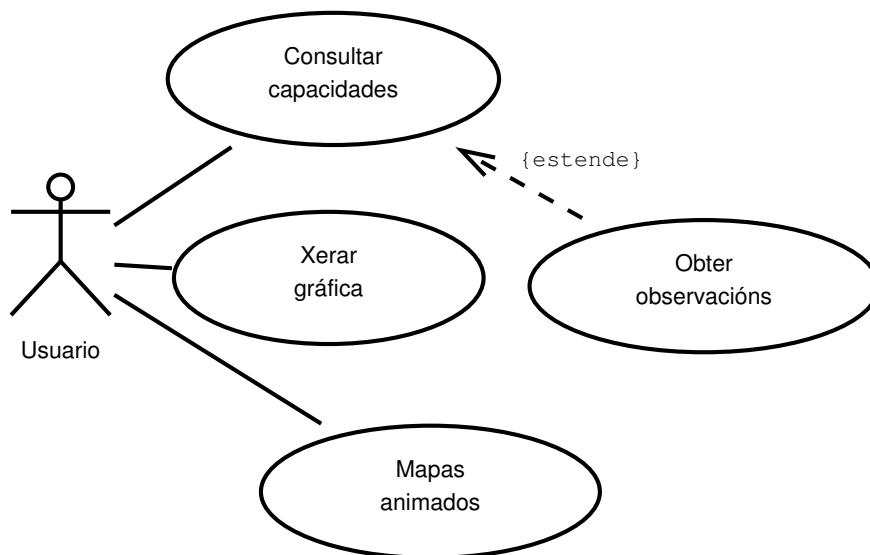 Consultar
capacidades
{estende}
Xerar
gráfica
Obter
observacións
Usuario
Mapas
animados